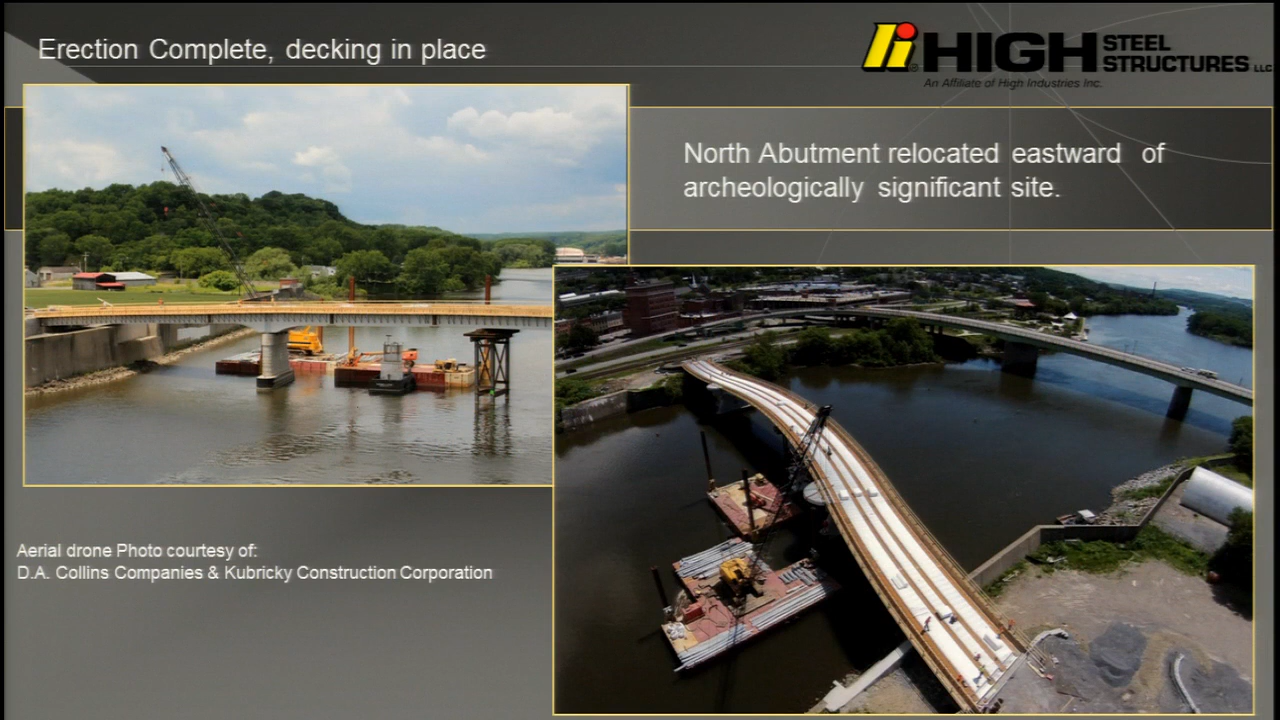 Erection Complete, decking in place
HIGH STEEL
STRUCTURES LLC
An Affiliate of High Industries Inc.
North Abutment relocated eastward of
archeologically significant site.
Aerial drone Photo courtesy of:
D.A. Collins Companies & Kubricky Construction Corporation